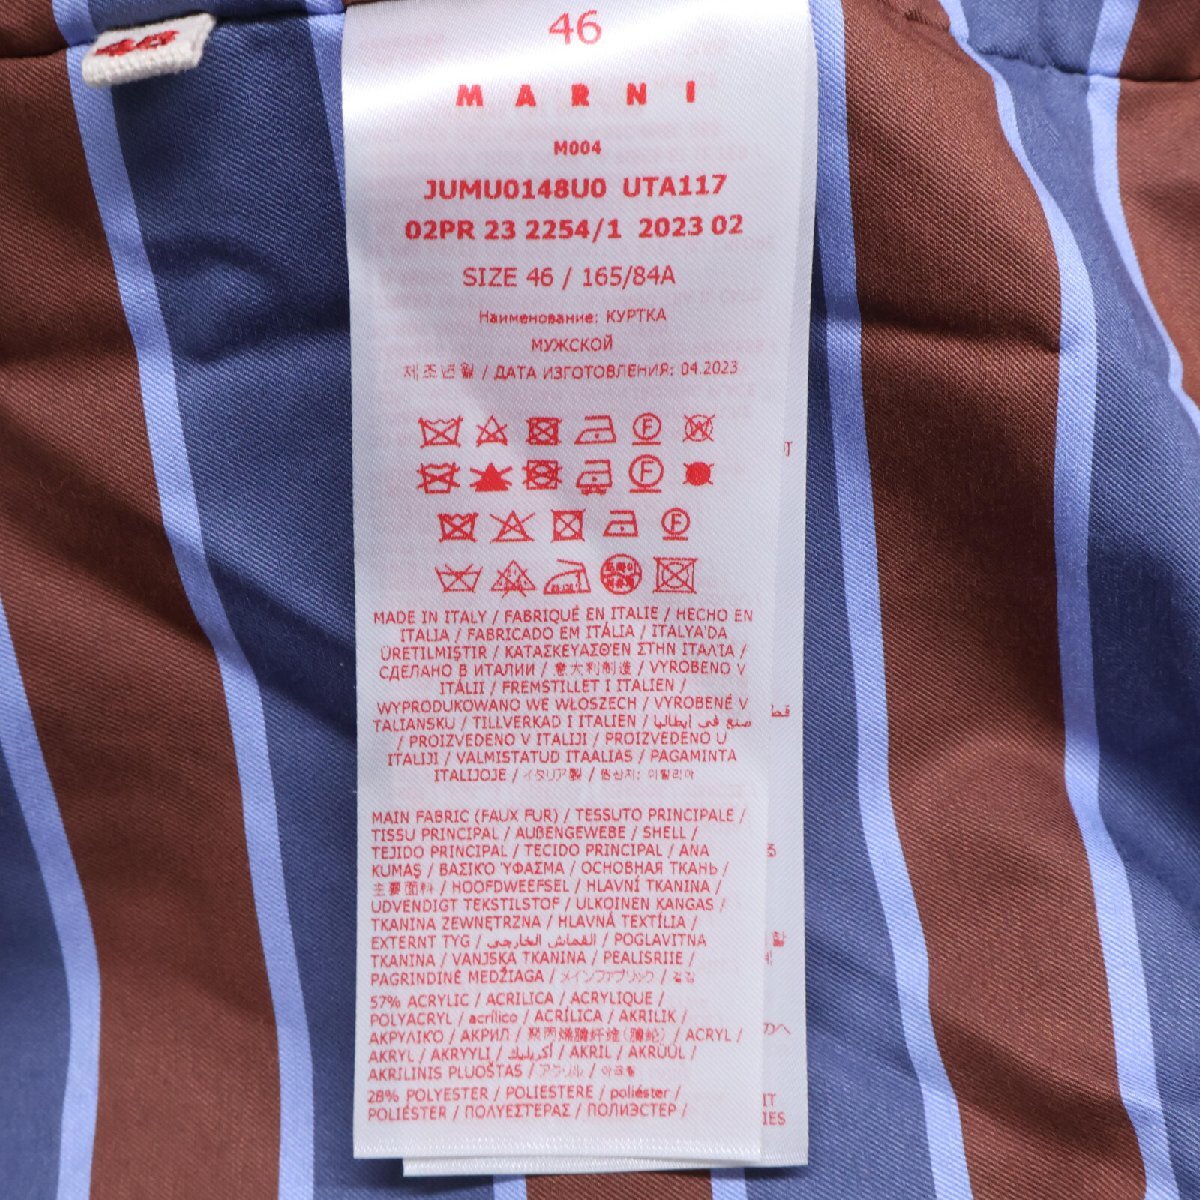 46
46
MARNI
M004
JUMU0148U0 UTA117
02PR 23 2254/1 2023 02
SIZE 46 / 165/84A
Наименование: КУРТКА
МУЖСКОЙ
제조년월 / ДАТА ИЗГОТОВЛЕНИЯ: 04.2023
F W
F
F
MADE IN ITALY / FABRIQUÉ EN ITALIE / HECHO EN
ITALIA / FABRICADO EM ITÁLIA / ITALYA'DA
ÜRETILMIŞTIR / ΚΑΤΑΣΚΕΥΑΣΘΕΝ ΣΤΗΝ ΙΤΑΛΙΑ /
СДЕЛАНО В ИТАЛИИ / 意大利制造 / VYROBENO V
ITÁLII / FREMSTILLET I ITALIEN /
WYPRODUKOWANO WE WŁOSZECH / VYROBENÉ V
TALIANSKU / TILLVERKAD I ITALIEN / صنع في إيطاليا
/ PROIZVEDENO V ITALIJI / PROIZVEDENO U
ITALIJI / VALMISTATUD ITAALIAS / PAGAMINTA
ITALIJOJE / イタリア製 / 원산지: 이탈리아
MAIN FABRIC (FAUX FUR) / TESSUTO PRINCIPALE /
TISSU PRINCIPAL / AUßENGEWEBE / SHELL /
TEJIDO PRINCIPAL / TECIDO PRINCIPAL / ANA
KUMAŞ / ΒΑΣΙΚΌ ΎΦΑΣΜΑ / ОСНОВНАЯ ТКАНЬ /
主要面料 / HOOFDWEEFSEL / HLAVNÍ TKANINA /
UDVENDIGT TEKSTILSTOF / ULKOINEN KANGAS /
TKANINA ZEWNĘTRZNA / HLAVNÁ TEXTÍLIA /
EXTERNT TYG / القماش الخارجي / POGLAVITNA
TKANINA / VANJSKA TKANINA / PEALISRIIE /
PAGRINDINĖ MEDŽIAGA / メインファブリック / 겉감
57% ACRYLIC / ACRILICA / ACRYLIQUE /
POLYACRYL / acrílico / ACRÍLICA / AKRILIK /
ΑΚΡΥΛΙΚΌ / АКРИЛ / 聚丙烯腈纤维(腈纶) / ACRYL /
AKRYL / AKRYYLI / أكريليك / AKRIL / AKRÜÜL /
AKRILINIS PLUOŠTAS / アクリル / 아크릴
28% POLYESTER / POLIESTERE / poliéster /
POLIÉSTER / ΠΟΛΥΕΣΤΕΡΑΣ / ПОЛИЭСТЕР /